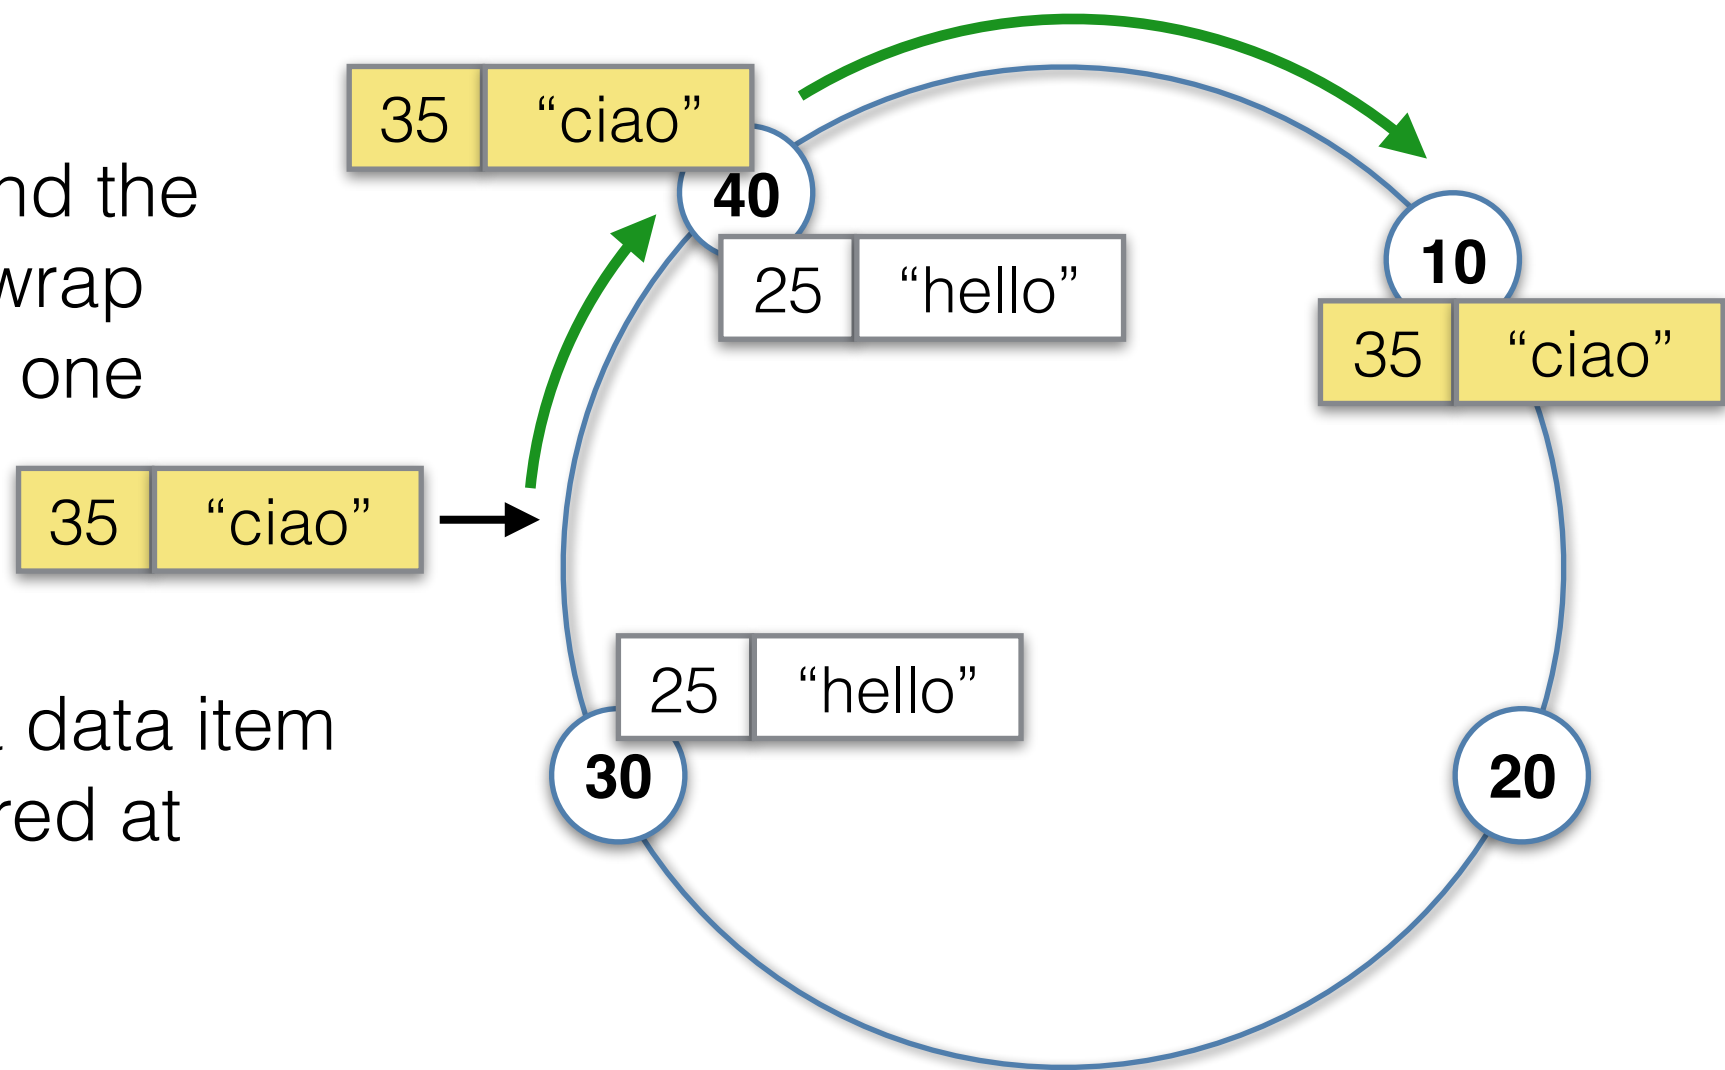 35 “ciao”
nd the
40
wrap
10
25 “hello”
one
35 “ciao”
35 “ciao”
25 “hello”
data item
30
20
red at